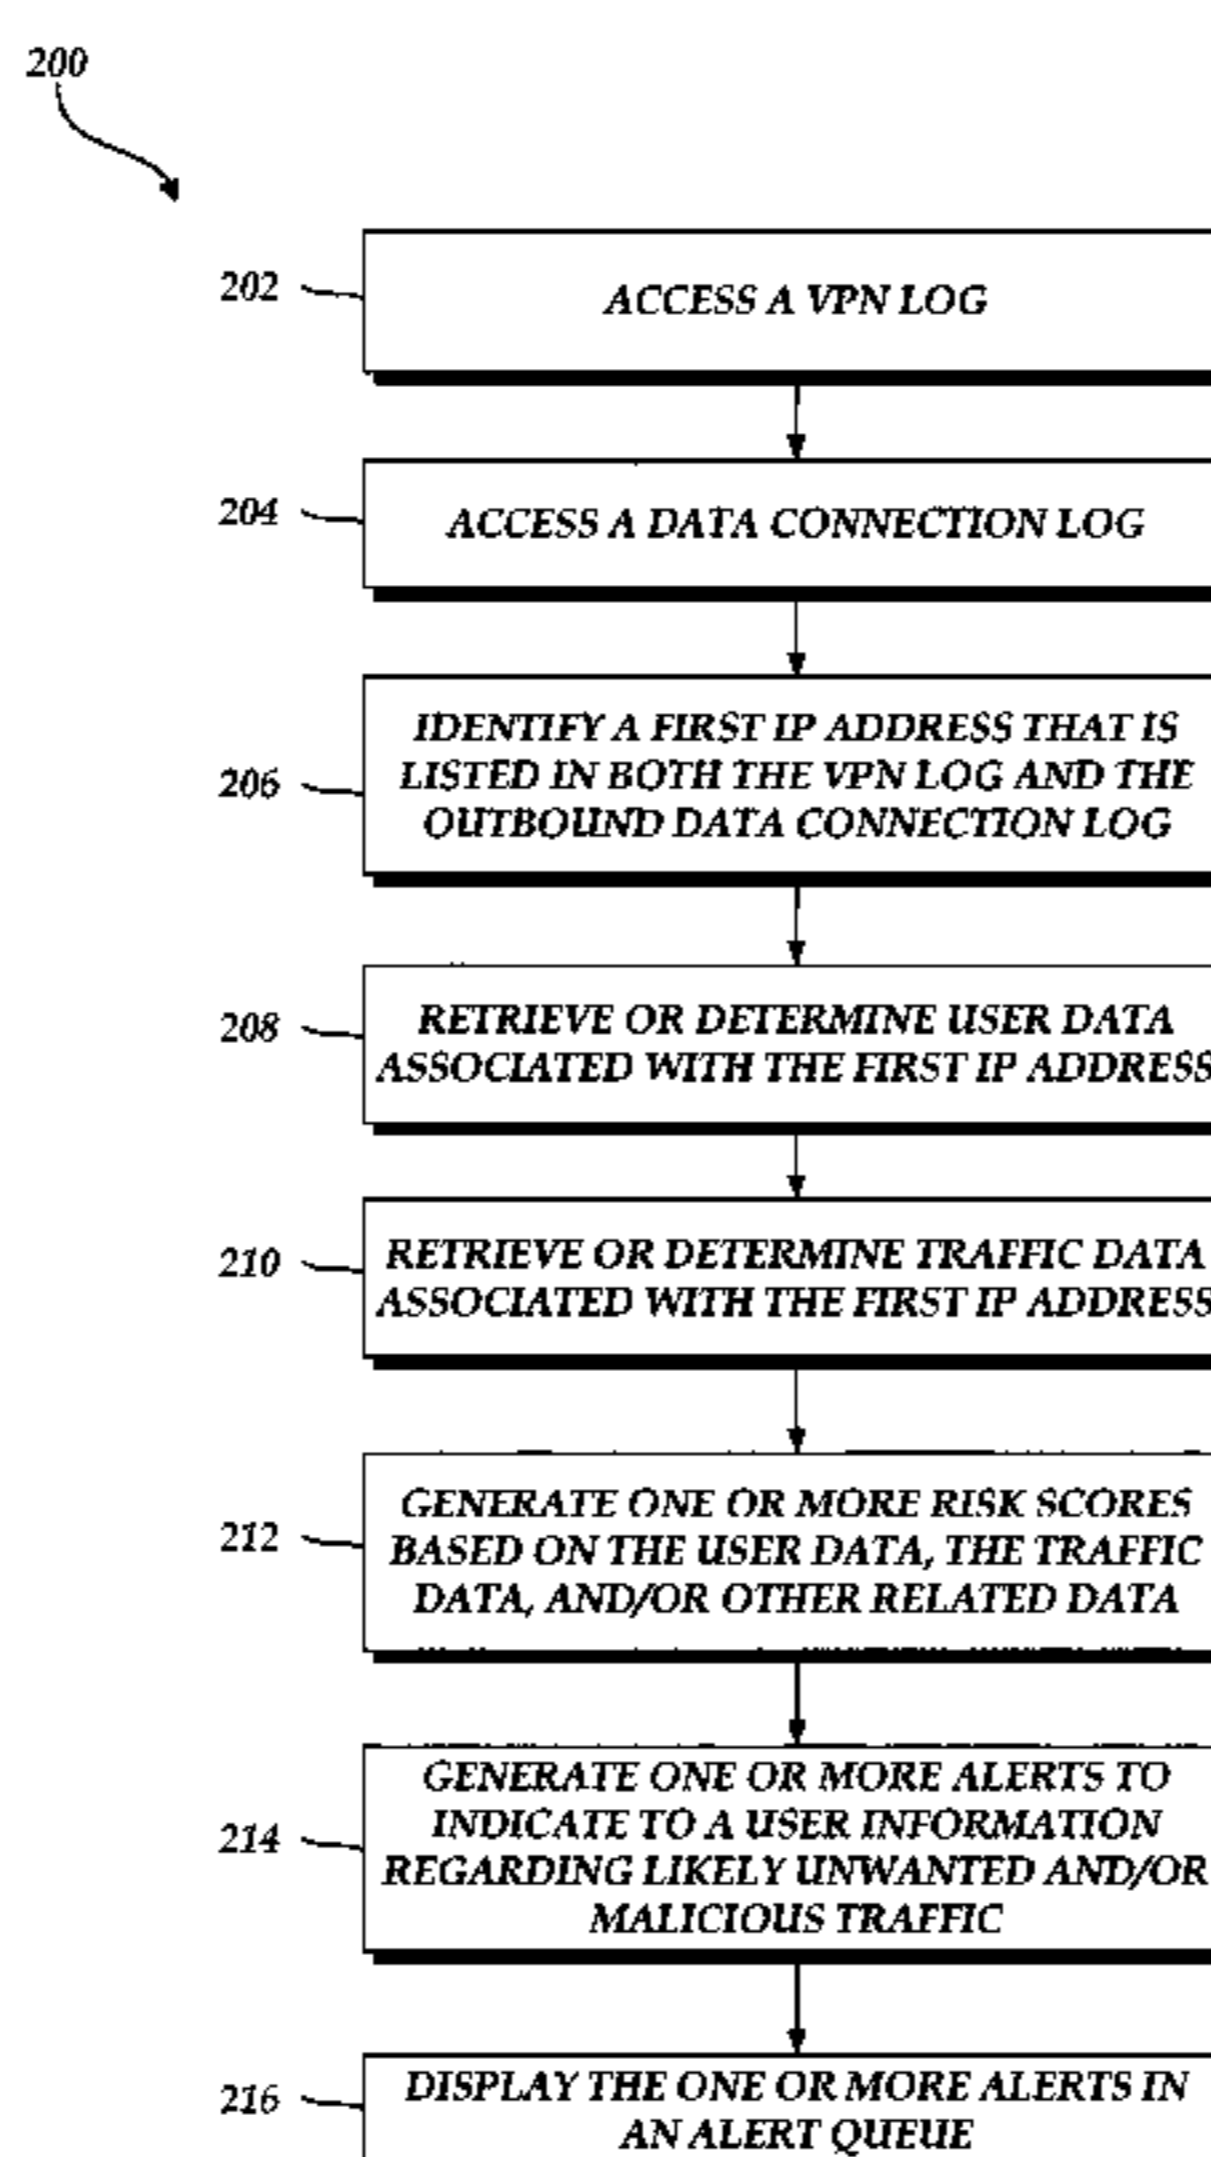 200
202
ACCESS A VPN LOG
204
ACCESS A DATA CONNECTION LOG
206
IDENTIFY A FIRST IP ADDRESS THAT IS
LISTED IN BOTH THE VPN LOG AND THE
OUTBOUND DATA CONNECTION LOG
208
RETRIEVE OR DETERMINE USER DATA
ASSOCIATED WITH THE FIRST IP ADDRESS
210
RETRIEVE OR DETERMINE TRAFFIC DATA
ASSOCIATED WITH THE FIRST IP ADDRESS
212
GENERATE ONE OR MORE RISK SCORES
BASED ON THE USER DATA, THE TRAFFIC
DATA, AND/OR OTHER RELATED DATA
214
GENERATE ONE OR MORE ALERTS TO
INDICATE TO A USER INFORMATION
REGARDING LIKELY UNWANTED AND/OR
MALICIOUS TRAFFIC
216
DISPLAY THE ONE OR MORE ALERTS IN
AN ALERT QUEUE